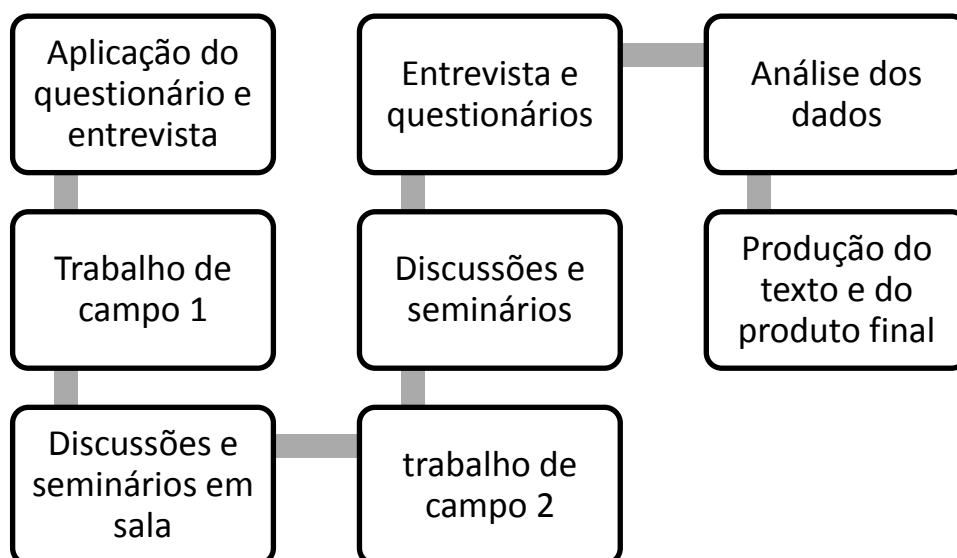 Aplicação do
questionário e
entrevista
Trabalho de
campo 1
Discussões e
seminários em
sala
trabalho de
campo 2
Discussões e
seminários
Entrevista e
questionários
Análise dos
dados
Produção do
texto e do
produto final